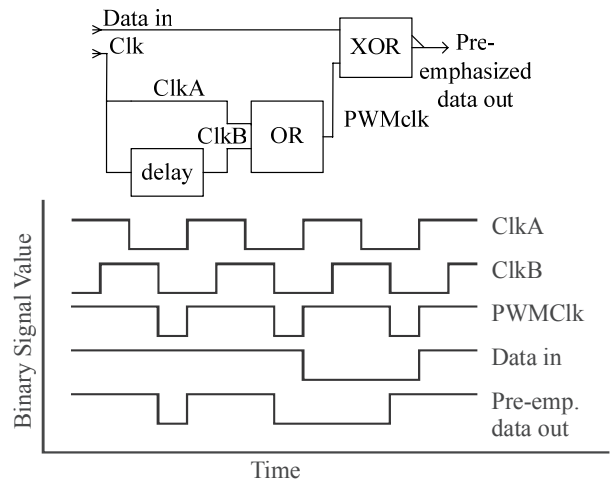 Data in
Clk
XOR
Pre-
emphasized
data out
ClkA
ClkB
OR
PWMclk
delay
Binary Signal Value
ClkA
ClkB
PWMClk
Data in
Pre-emp.
data out
Time